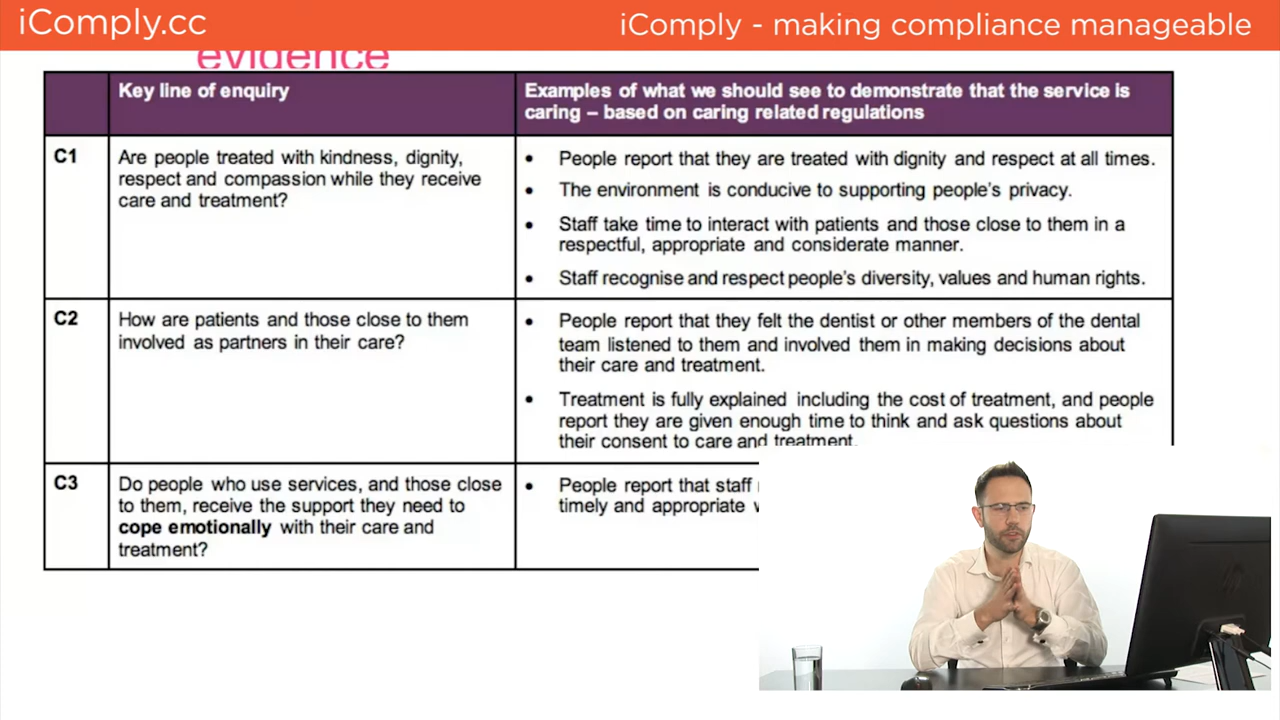 iComply.cc
iComply - making compliance manageable
evidence
Key line of enquiry
Examples of what we should see to demonstrate that the service is
caring – based on caring related regulations
C1
Are people treated with kindness, dignity,
respect and compassion while they receive
care and treatment?
• People report that they are treated with dignity and respect at all times.
• The environment is conducive to supporting people's privacy.
• Staff take time to interact with patients and those close to them in a
respectful, appropriate and considerate manner.
• Staff recognise and respect people's diversity, values and human rights.
C2
How are patients and those close to them
involved as partners in their care?
• People report that they felt the dentist or other members of the dental
team listened to them and involved them in making decisions about
their care and treatment.
• Treatment is fully explained including the cost of treatment, and people
report they are given enough time to think and ask questions about
their consent to care and treatment.
C3
Do people who use services, and those close
to them, receive the support they need to
cope emotionally with their care and
treatment?
• People report that staff
timely and appropriate